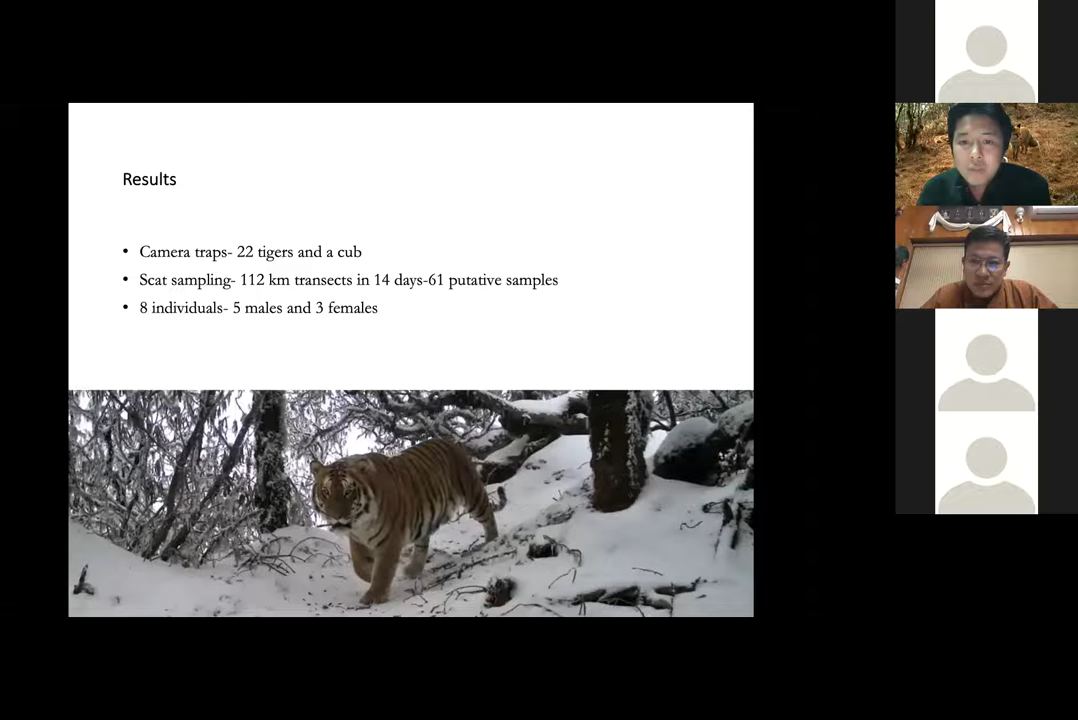 Results
• Camera traps- 22 tigers and a cub
• Scat sampling- 112 km transects in 14 days-61 putative samples
• 8 individuals- 5 males and 3 females